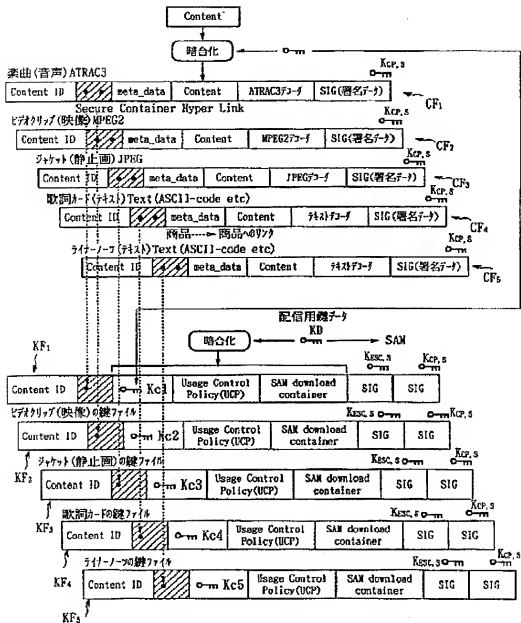 Content
暗合化
楽曲(音声)ATRAC3
KCP, S
Content ID meta_data Content ATRAC3デコーダ SIG(署名データ)
CF1
Secure Container Hyper Link
ビデオクリップ(映像)MPEG2
KCP, S
Content ID meta_data Content MPEG2デコーダ SIG(署名データ)
CF2
ジャケット(静止画)JPEG
KCP, S
Content ID meta_data Content JPEGデコーダ SIG(署名データ)
CF3
歌詞カード(テキスト)Text(ASCII-code etc)
KCP, S
Content ID meta_data Content テキストデコーダ SIG(署名データ)
CF4
商品----►商品へのリンク
ライナーノーツ(テキスト)Text(ASCII-code etc)
KCP, S
Content ID meta_data Content テキストデコーダ SIG(署名データ)
CF5
配信用鍵データ
暗合化 KD SAM
KF1
KESC, S KCP, S
Content ID Kc1 Usage Control Policy(UCP) SAM download container SIG SIG
ビデオクリップ(映像)の鍵ファイル
KESC, S KCP, S
Content ID Kc2 Usage Control Policy(UCP) SAM download container SIG SIG
KF2
ジャケット(静止画)の鍵ファイル
KESC, S KCP, S
Content ID Kc3 Usage Control Policy(UCP) SAM download container SIG SIG
KF3
歌詞カードの鍵ファイル
KESC, S KCP, S
Content ID Kc4 Usage Control Policy(UCP) SAM download container SIG SIG
KF4
ライナーノーツの鍵ファイル
KESC, S KCP, S
Content ID Kc5 Usage Control Policy(UCP) SAM download container SIG SIG
KF5